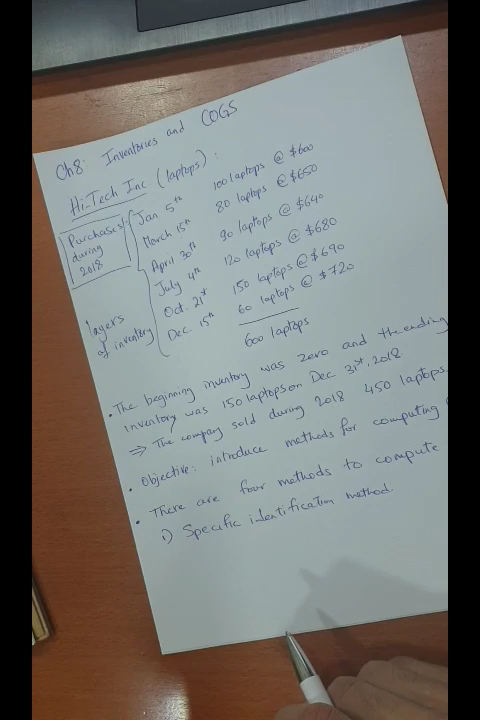 Ch8: Inventories and COGS
Hi-Tech Inc (laptops):
Purchases during 2018
Jan 5th 100 laptops @ $600
March 15th 80 laptops @ $650
April 30th 90 laptops @ $640
July 4th 120 laptops @ $680
Oct. 21st 150 laptops @ $690
Dec. 15th 60 laptops @ $720
layers of inventory
600 laptops
• The beginning inventory was zero and the ending
inventory was 150 laptops on Dec 31st, 2018.
⇒ The company sold during 2018 450 laptops.
• Objective: introduce methods for computing
• There are four methods to compute
1) Specific identification method.